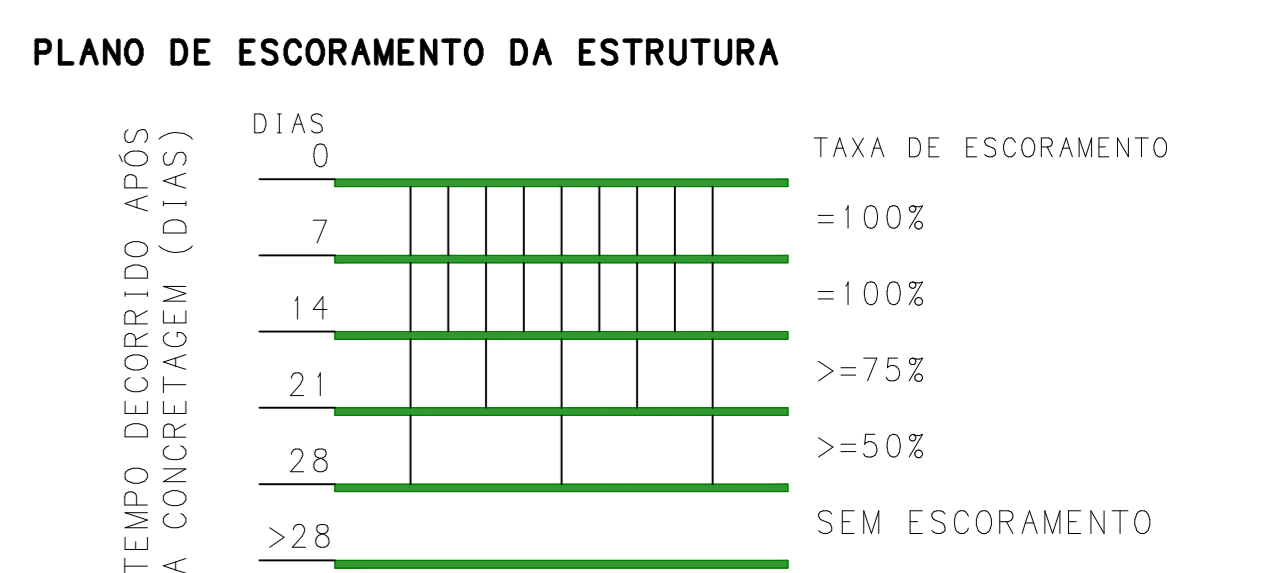 PLANO DE ESCORAMENTO DA ESTRUTURA
TEMPO DECORRIDO APÓS
A CONCRETAGEM (DIAS)
DIAS
0
TAXA DE ESCORAMENTO
=100%
7
=100%
14
>=75%
21
>=50%
28
SEM ESCORAMENTO
>28